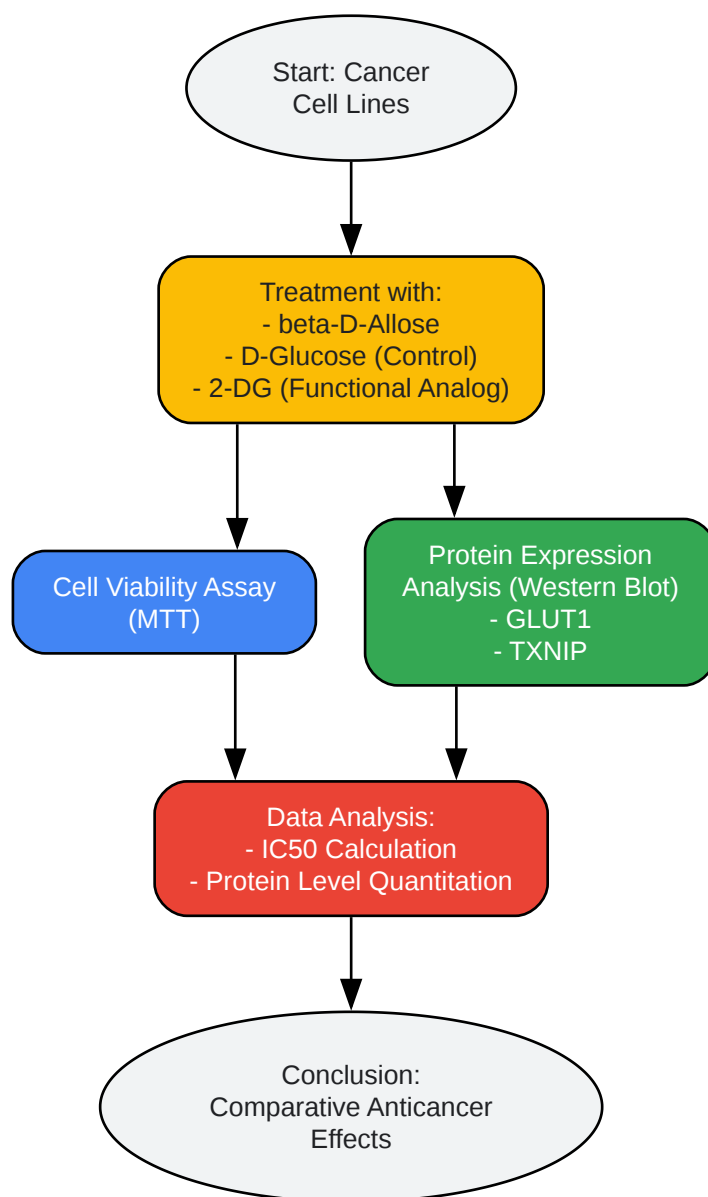 Start: Cancer
Cell Lines
Treatment with:
- beta-D-Allose
- D-Glucose (Control)
- 2-DG (Functional Analog)
Cell Viability Assay
(MTT)
Protein Expression
Analysis (Western Blot)
- GLUT1
- TXNIP
Data Analysis:
- IC50 Calculation
- Protein Level Quantitation
Conclusion:
Comparative Anticancer
Effects